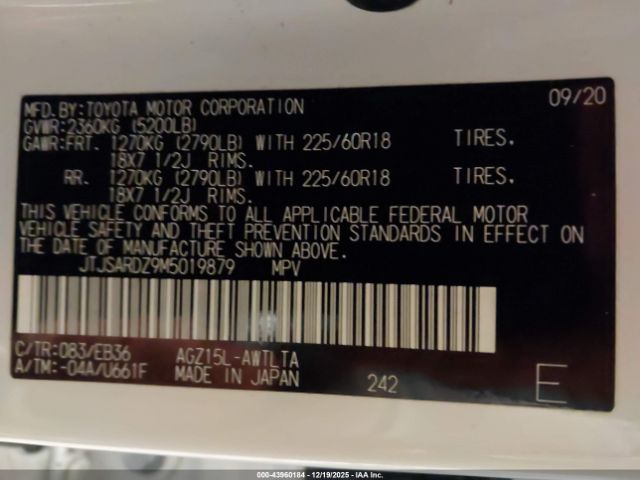 MFD.BY:TOYOTA MOTOR CORPORATION 09/20
GVWR:2360KG (5200LB)
GAWR:FRT. 1270KG (2790LB) WITH 225/60R18 TIRES.
18X7 1/2J RIMS.
RR. 1270KG (2790LB) WITH 225/60R18 TIRES.
18X7 1/2J RIMS.
THIS VEHICLE CONFORMS TO ALL APPLICABLE FEDERAL MOTOR
VEHICLE SAFETY AND THEFT PREVENTION STANDARDS IN EFFECT ON
THE DATE OF MANUFACTURE SHOWN ABOVE.
JTJSARDZ9M5019879 MPV
C/TR:083/EB36 AGZ15L-AWTLTA
A/TM:-04A/U661F MADE IN JAPAN 242 E
000-43960184 - 12/19/2025 - IAA Inc.